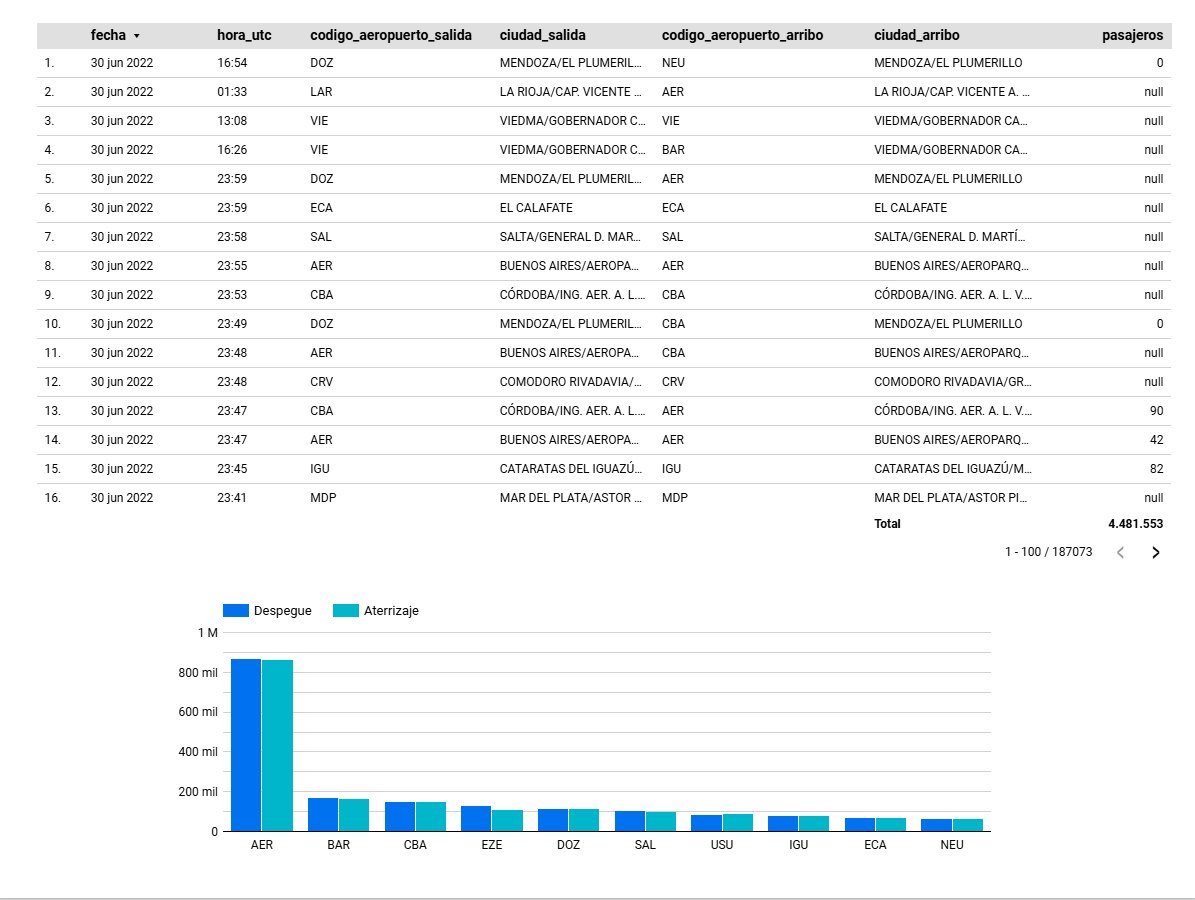 fecha hora_utc codigo_aeropuerto_salida ciudad_salida codigo_aeropuerto_arribo ciudad_arribo pasajeros
1. 30 jun 2022 16:54 DOZ MENDOZA/EL PLUMERIL... NEU MENDOZA/EL PLUMERILLO 0
2. 30 jun 2022 01:33 LAR LA RIOJA/CAP. VICENTE ... AER LA RIOJA/CAP. VICENTE A. ... null
3. 30 jun 2022 13:08 VIE VIEDMA/GOBERNADOR C... VIE VIEDMA/GOBERNADOR CA... null
4. 30 jun 2022 16:26 VIE VIEDMA/GOBERNADOR C... BAR VIEDMA/GOBERNADOR CA... null
5. 30 jun 2022 23:59 DOZ MENDOZA/EL PLUMERIL... AER MENDOZA/EL PLUMERILLO null
6. 30 jun 2022 23:59 ECA EL CALAFATE ECA EL CALAFATE null
7. 30 jun 2022 23:58 SAL SALTA/GENERAL D. MAR... SAL SALTA/GENERAL D. MARTÍ... null
8. 30 jun 2022 23:55 AER BUENOS AIRES/AEROPA... AER BUENOS AIRES/AEROPARQ... null
9. 30 jun 2022 23:53 CBA CÓRDOBA/ING. AER. A. L.... CBA CÓRDOBA/ING. AER. A. L. V.... null
10. 30 jun 2022 23:49 DOZ MENDOZA/EL PLUMERIL... CBA MENDOZA/EL PLUMERILLO 0
11. 30 jun 2022 23:48 AER BUENOS AIRES/AEROPA... CBA BUENOS AIRES/AEROPARQ... null
12. 30 jun 2022 23:48 CRV COMODORO RIVADAVIA/... CRV COMODORO RIVADAVIA/GR... null
13. 30 jun 2022 23:47 CBA CÓRDOBA/ING. AER. A. L.... AER CÓRDOBA/ING. AER. A. L. V.... 90
14. 30 jun 2022 23:47 AER BUENOS AIRES/AEROPA... AER BUENOS AIRES/AEROPARQ... 42
15. 30 jun 2022 23:45 IGU CATARATAS DEL IGUAZÚ... IGU CATARATAS DEL IGUAZÚ/M... 82
16. 30 jun 2022 23:41 MDP MAR DEL PLATA/ASTOR ... MDP MAR DEL PLATA/ASTOR PI... null
Total 4.481.553
1 - 100 / 187073
Despegue Aterrizaje
1 M
800 mil
600 mil
400 mil
200 mil
0
AER BAR CBA EZE DOZ SAL USU IGU ECA NEU